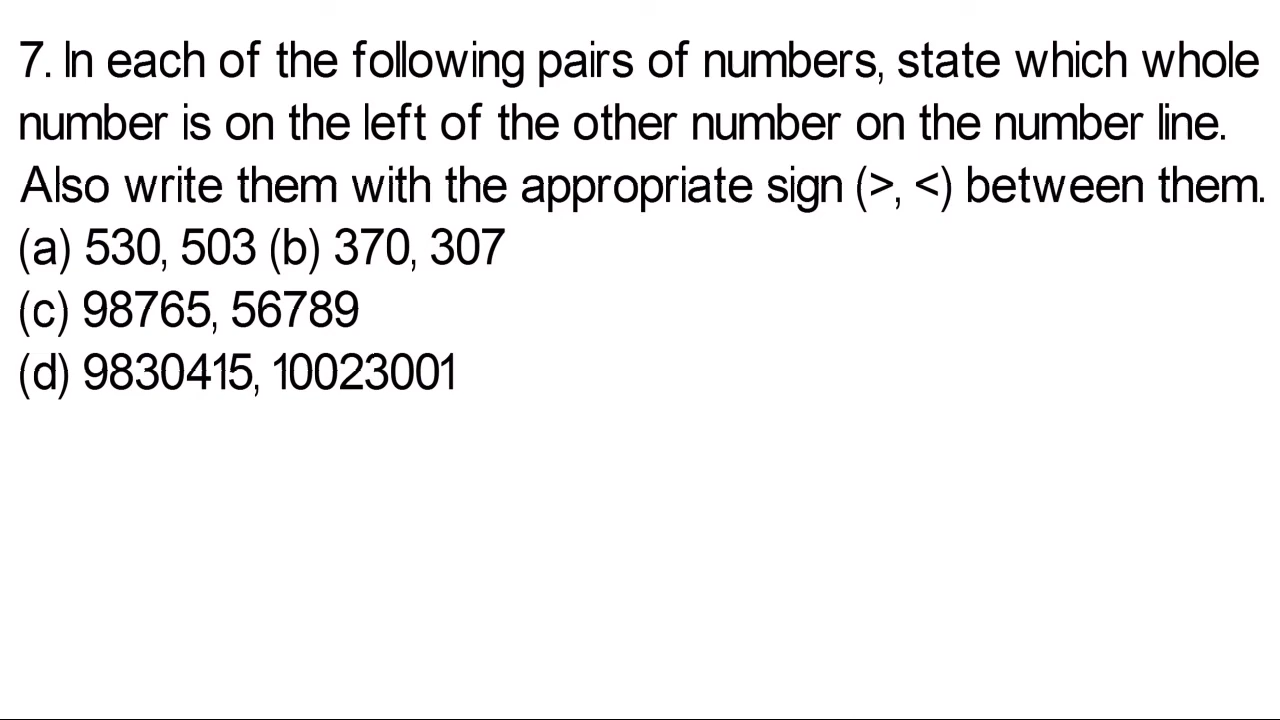 7. In each of the following pairs of numbers, state which whole
number is on the left of the other number on the number line.
Also write them with the appropriate sign (>, <) between them.
(a) 530, 503 (b) 370, 307
(c) 98765, 56789
(d) 9830415, 10023001